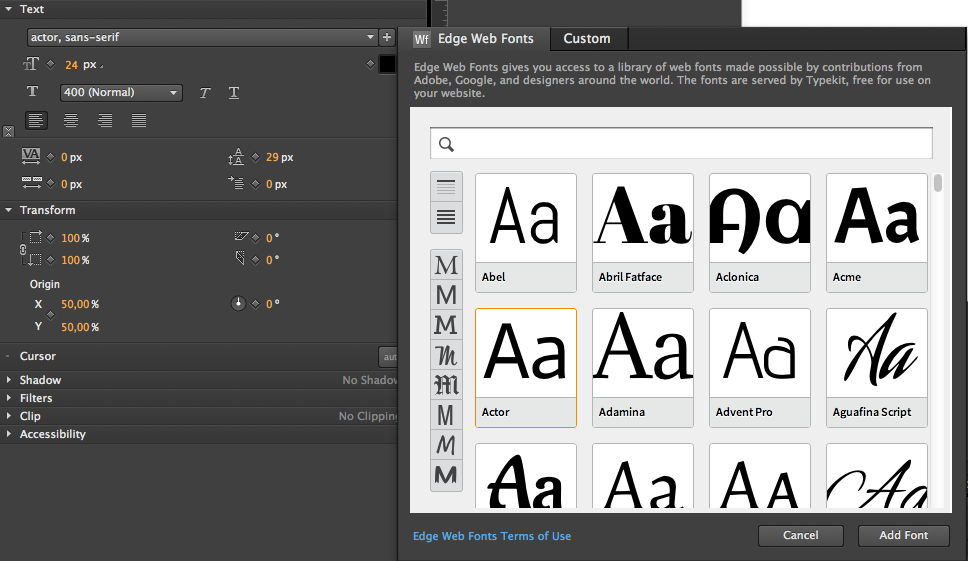 Text
actor, sans-serif
24 px
T
400 (Normal)
T
T
VA
0 px
A
A
29 px
0 px
0 px
Transform
100 %
0 °
100 %
0 °
Origin
X
50,00 %
0 °
Y
50,00 %
Cursor
aut
Shadow
No Shadow
Filters
Clip
No Clipping
Accessibility
Wf
Edge Web Fonts
Custom
Edge Web Fonts gives you access to a library of web fonts made possible by contributions from
Adobe, Google, and designers around the world. The fonts are served by Typekit, free for use on
your website.
M
M
M
M
M
M
M
M
Aa
Abel
Aa
Abril Fatface
Aa
Aclonica
Aa
Acme
Aa
Actor
Aa
Adamina
Aa
Advent Pro
Aa
Aguafina Script
Aa
Aa
Aa
Aa
Edge Web Fonts Terms of Use
Cancel
Add Font